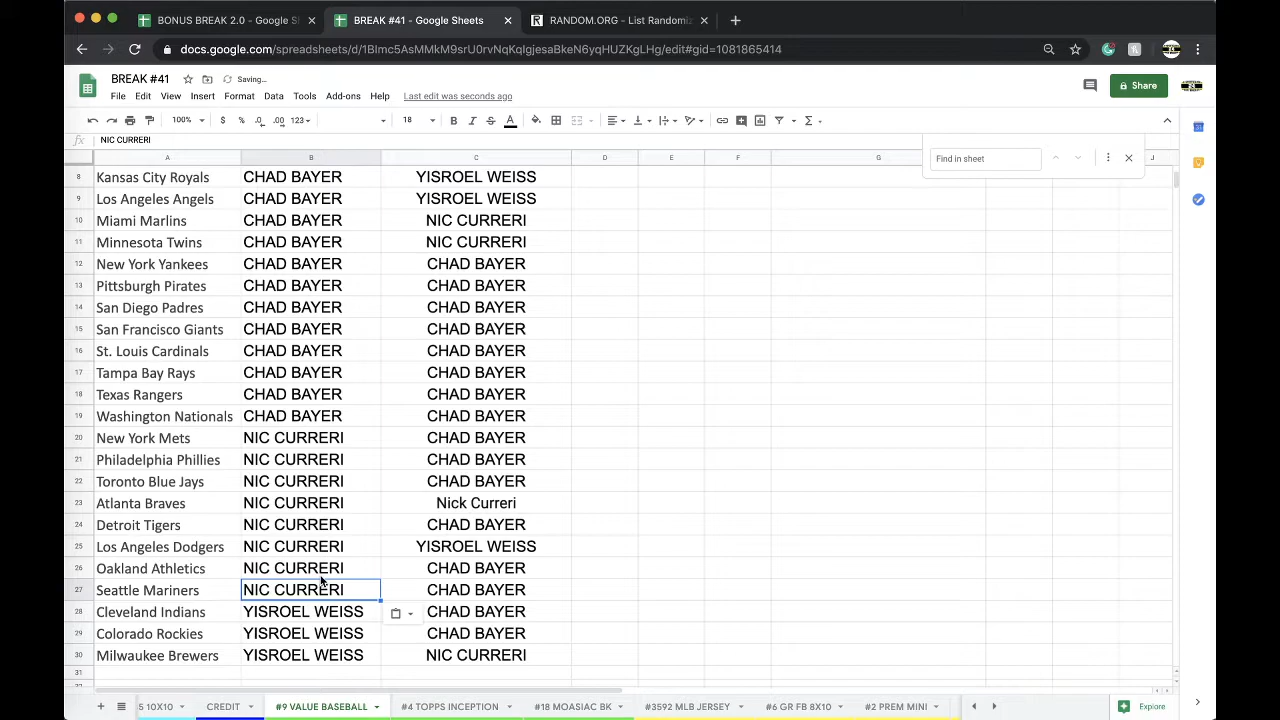 BONUS BREAK 2.0 - Google S
BREAK #41 - Google Sheets
RANDOM.ORG - List Randomiz
docs.google.com/spreadsheets/d/1BImc5AsMMkM9srU0rvNqKqIgjesaBkeN6yqHUZKgLHg/edit#gid=1081865414
BREAK #41
Saving...
File Edit View Insert Format Data Tools Add-ons Help Last edit was seconds ago
Share
100% $ % .0 .00 123 18 B I S A
fx NIC CURRERI
Find in sheet
A B C D E F G J
8 Kansas City Royals CHAD BAYER YISROEL WEISS
9 Los Angeles Angels CHAD BAYER YISROEL WEISS
10 Miami Marlins CHAD BAYER NIC CURRERI
11 Minnesota Twins CHAD BAYER NIC CURRERI
12 New York Yankees CHAD BAYER CHAD BAYER
13 Pittsburgh Pirates CHAD BAYER CHAD BAYER
14 San Diego Padres CHAD BAYER CHAD BAYER
15 San Francisco Giants CHAD BAYER CHAD BAYER
16 St. Louis Cardinals CHAD BAYER CHAD BAYER
17 Tampa Bay Rays CHAD BAYER CHAD BAYER
18 Texas Rangers CHAD BAYER CHAD BAYER
19 Washington Nationals CHAD BAYER CHAD BAYER
20 New York Mets NIC CURRERI CHAD BAYER
21 Philadelphia Phillies NIC CURRERI CHAD BAYER
22 Toronto Blue Jays NIC CURRERI CHAD BAYER
23 Atlanta Braves NIC CURRERI Nick Curreri
24 Detroit Tigers NIC CURRERI CHAD BAYER
25 Los Angeles Dodgers NIC CURRERI YISROEL WEISS
26 Oakland Athletics NIC CURRERI CHAD BAYER
27 Seattle Mariners NIC CURRERI CHAD BAYER
28 Cleveland Indians YISROEL WEISS CHAD BAYER
29 Colorado Rockies YISROEL WEISS CHAD BAYER
30 Milwaukee Brewers YISROEL WEISS NIC CURRERI
31
5 10X10 CREDIT #9 VALUE BASEBALL #4 TOPPS INCEPTION #18 MOASIAC BK #3592 MLB JERSEY #6 GR FB 8X10 #2 PREM MINI Explore